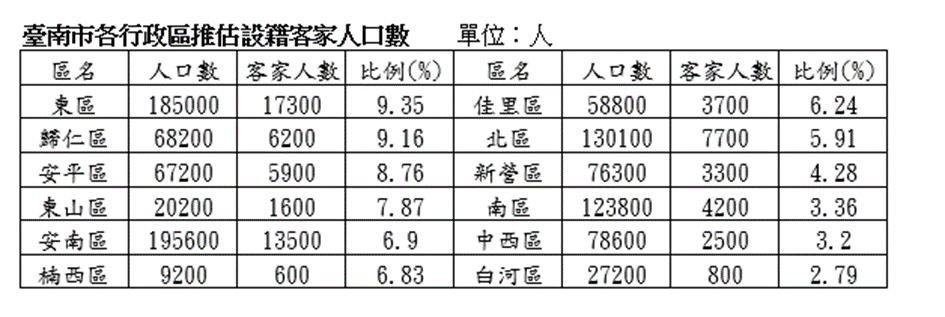 臺南市各行政區推估設籍客家人口數 單位：人
區名 人口數 客家人數 比例(%) 區名 人口數 客家人數 比例(%)
東區 185000 17300 9.35 佳里區 58800 3700 6.24
歸仁區 68200 6200 9.16 北區 130100 7700 5.91
安平區 67200 5900 8.76 新營區 76300 3300 4.28
東山區 20200 1600 7.87 南區 123800 4200 3.36
安南區 195600 13500 6.9 中西區 78600 2500 3.2
楠西區 9200 600 6.83 白河區 27200 800 2.79